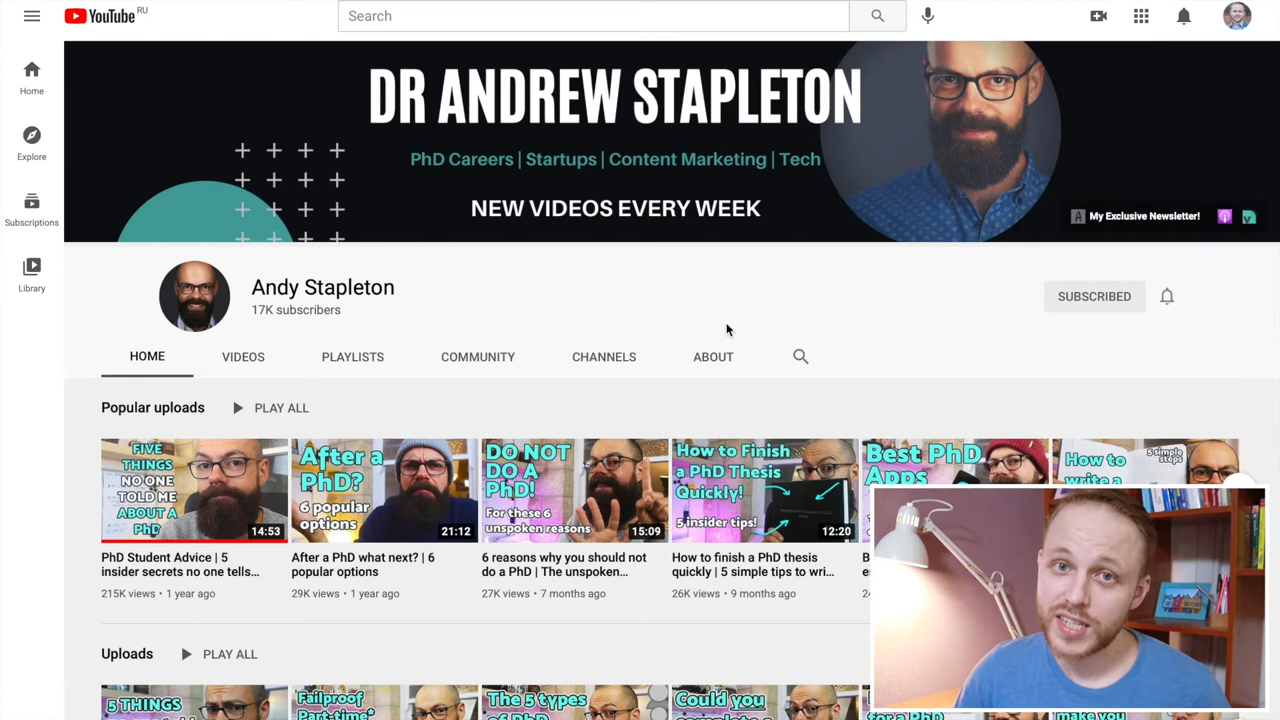 YouTube RU
Search
Home
Explore
Subscriptions
Library
DR ANDREW STAPLETON
PhD Careers | Startups | Content Marketing | Tech
NEW VIDEOS EVERY WEEK
My Exclusive Newsletter!
Andy Stapleton
17K subscribers
SUBSCRIBED
HOME VIDEOS PLAYLISTS COMMUNITY CHANNELS ABOUT
Popular uploads PLAY ALL
FIVE
THINGS
NO ONE
TOLD ME
ABOUT A
PhD
14:53
After a
PhD?
6 popular
options
21:12
DO NOT
DO A
PhD!
For these 6
unspoken reasons
15:09
How to Finish
a PhD Thesis
Quickly!
5 insider tips!
12:20
Best PhD
Apps
How to
write a
5 simple
steps
PhD Student Advice | 5
insider secrets no one tells...
215K views • 1 year ago
After a PhD what next? | 6
popular options
29K views • 1 year ago
6 reasons why you should not
do a PhD | The unspoken...
27K views • 7 months ago
How to finish a PhD thesis
quickly | 5 simple tips to wri...
26K views • 9 months ago
Uploads PLAY ALL
5 THINGS
Failproof
Part-time*
The 5 types
Could you